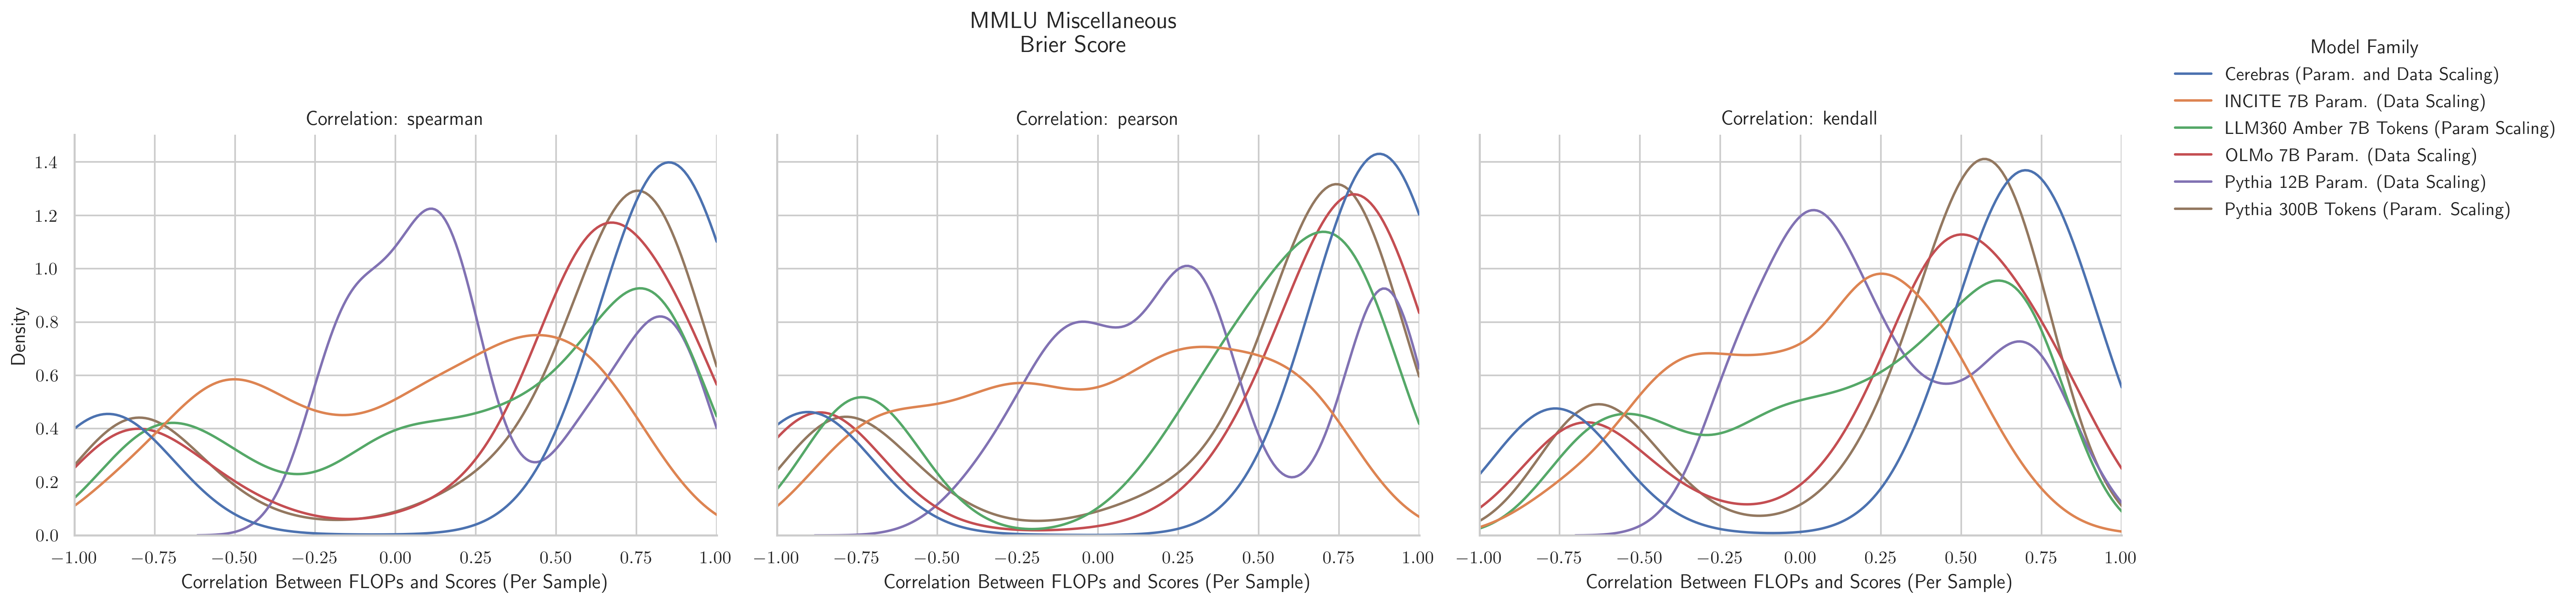 MMLU Miscellaneous
Brier Score
Model Family
Cerebras (Param. and Data Scaling)
INCITE 7B Param. (Data Scaling)
LLM360 Amber 7B Tokens (Param Scaling)
OLMo 7B Param. (Data Scaling)
Pythia 12B Param. (Data Scaling)
Pythia 300B Tokens (Param. Scaling)
Correlation: spearman
Density
1.4
1.2
1.0
0.8
0.6
0.4
0.2
0.0
−1.00 −0.75 −0.50 −0.25 0.00 0.25 0.50 0.75 1.00
Correlation Between FLOPs and Scores (Per Sample)
Correlation: pearson
−1.00 −0.75 −0.50 −0.25 0.00 0.25 0.50 0.75 1.00
Correlation Between FLOPs and Scores (Per Sample)
Correlation: kendall
−1.00 −0.75 −0.50 −0.25 0.00 0.25 0.50 0.75 1.00
Correlation Between FLOPs and Scores (Per Sample)